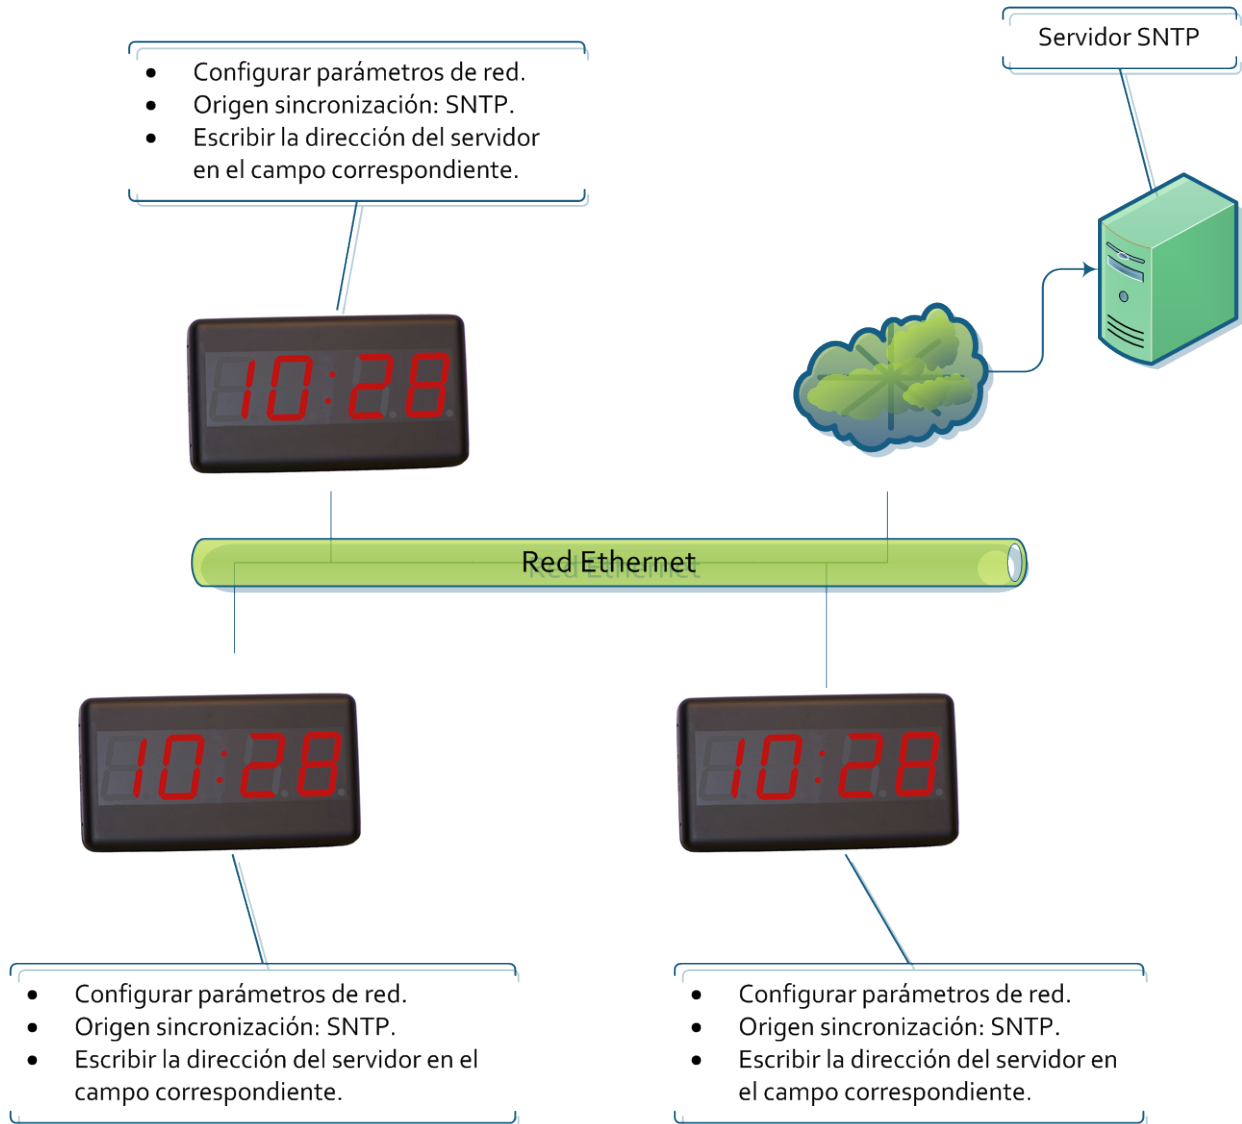 Servidor SNTP
• Configurar parámetros de red.
• Origen sincronización: SNTP.
• Escribir la dirección del servidor
en el campo correspondiente.
10:28
Red Ethernet
10:28
10:28
• Configurar parámetros de red.
• Origen sincronización: SNTP.
• Escribir la dirección del servidor en el
campo correspondiente.
• Configurar parámetros de red.
• Origen sincronización: SNTP.
• Escribir la dirección del servidor en
el campo correspondiente.